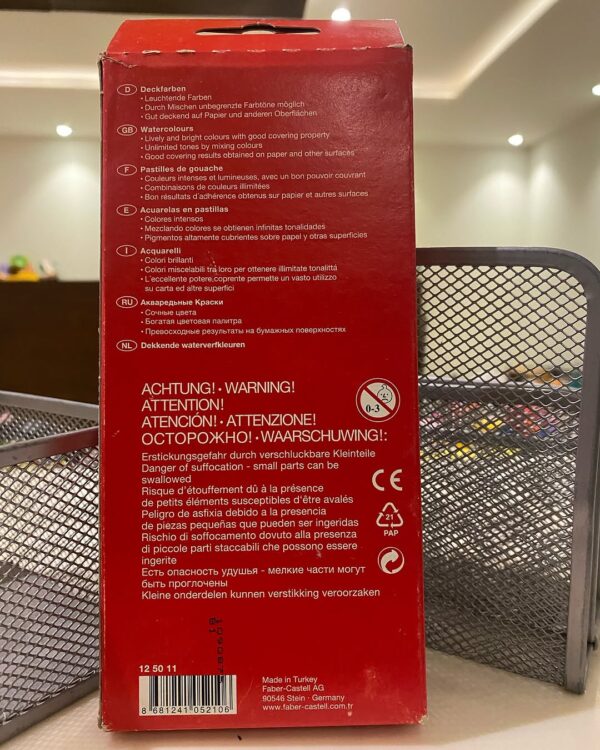 D Deckfarben
• Leuchtende Farben
• Durch Mischen unbegrenzte Farbtöne möglich
• Gut deckend auf Papier und anderen Oberflächen
GB Watercolours
• Lively and bright colours with good covering property
• Unlimited tones by mixing colours
• Good covering results obtained on paper and other surfaces
F Pastilles de gouache
• Couleurs intenses et lumineuses, avec un bon pouvoir couvrant
• Combinaisons de couleurs illimitées
• Bon résultats d'adhérence obtenus sur papier et autres surfaces
E Acuarelas en pastillas
• Colores intensos
• Mezclando colores se obtienen infinitas tonalidades
• Pigmentos altamente cubrientes sobre papel y otras superficies
I Acquarelli
• Colori brillanti
• Colori miscelabili tra loro per ottenere illimitate tonalittá
• L'eccellente potere coprente permette un vasto utilizzo
su carta ed altre superfici
RU Акваредьные Краски
• Сочные цвета
• Богатая цветовая палитра
• Превосходные результаты на бумажных поверхностях
NL Dekkende waterverfkleuren
ACHTUNG! • WARNING!
ATTENTION!
ATENCIÓN! • ATTENZIONE!
ОСТОРОЖНО! • WAARSCHUWING!:
0-3
Erstickungsgefahr durch verschluckbare Kleinteile
Danger of suffocation - small parts can be
swallowed
Risque d'étouffement dû à la présence
de petits éléments susceptibles d'être avalés
Peligro de asfixia debido a la presencia
de piezas pequeñas que pueden ser ingeridas
Rischio di soffocamento dovuto alla presenza
di piccole parti staccabili che possono essere
ingerite
Есть опасность удушья - мелкие части могут
быть проглочены
Kleine onderdelen kunnen verstikking veroorzaken
CE
21
PAP
12 50 11
8 681241 052106
Made in Turkey
Faber-Castell AG
90546 Stein · Germany
www.faber-castell.com